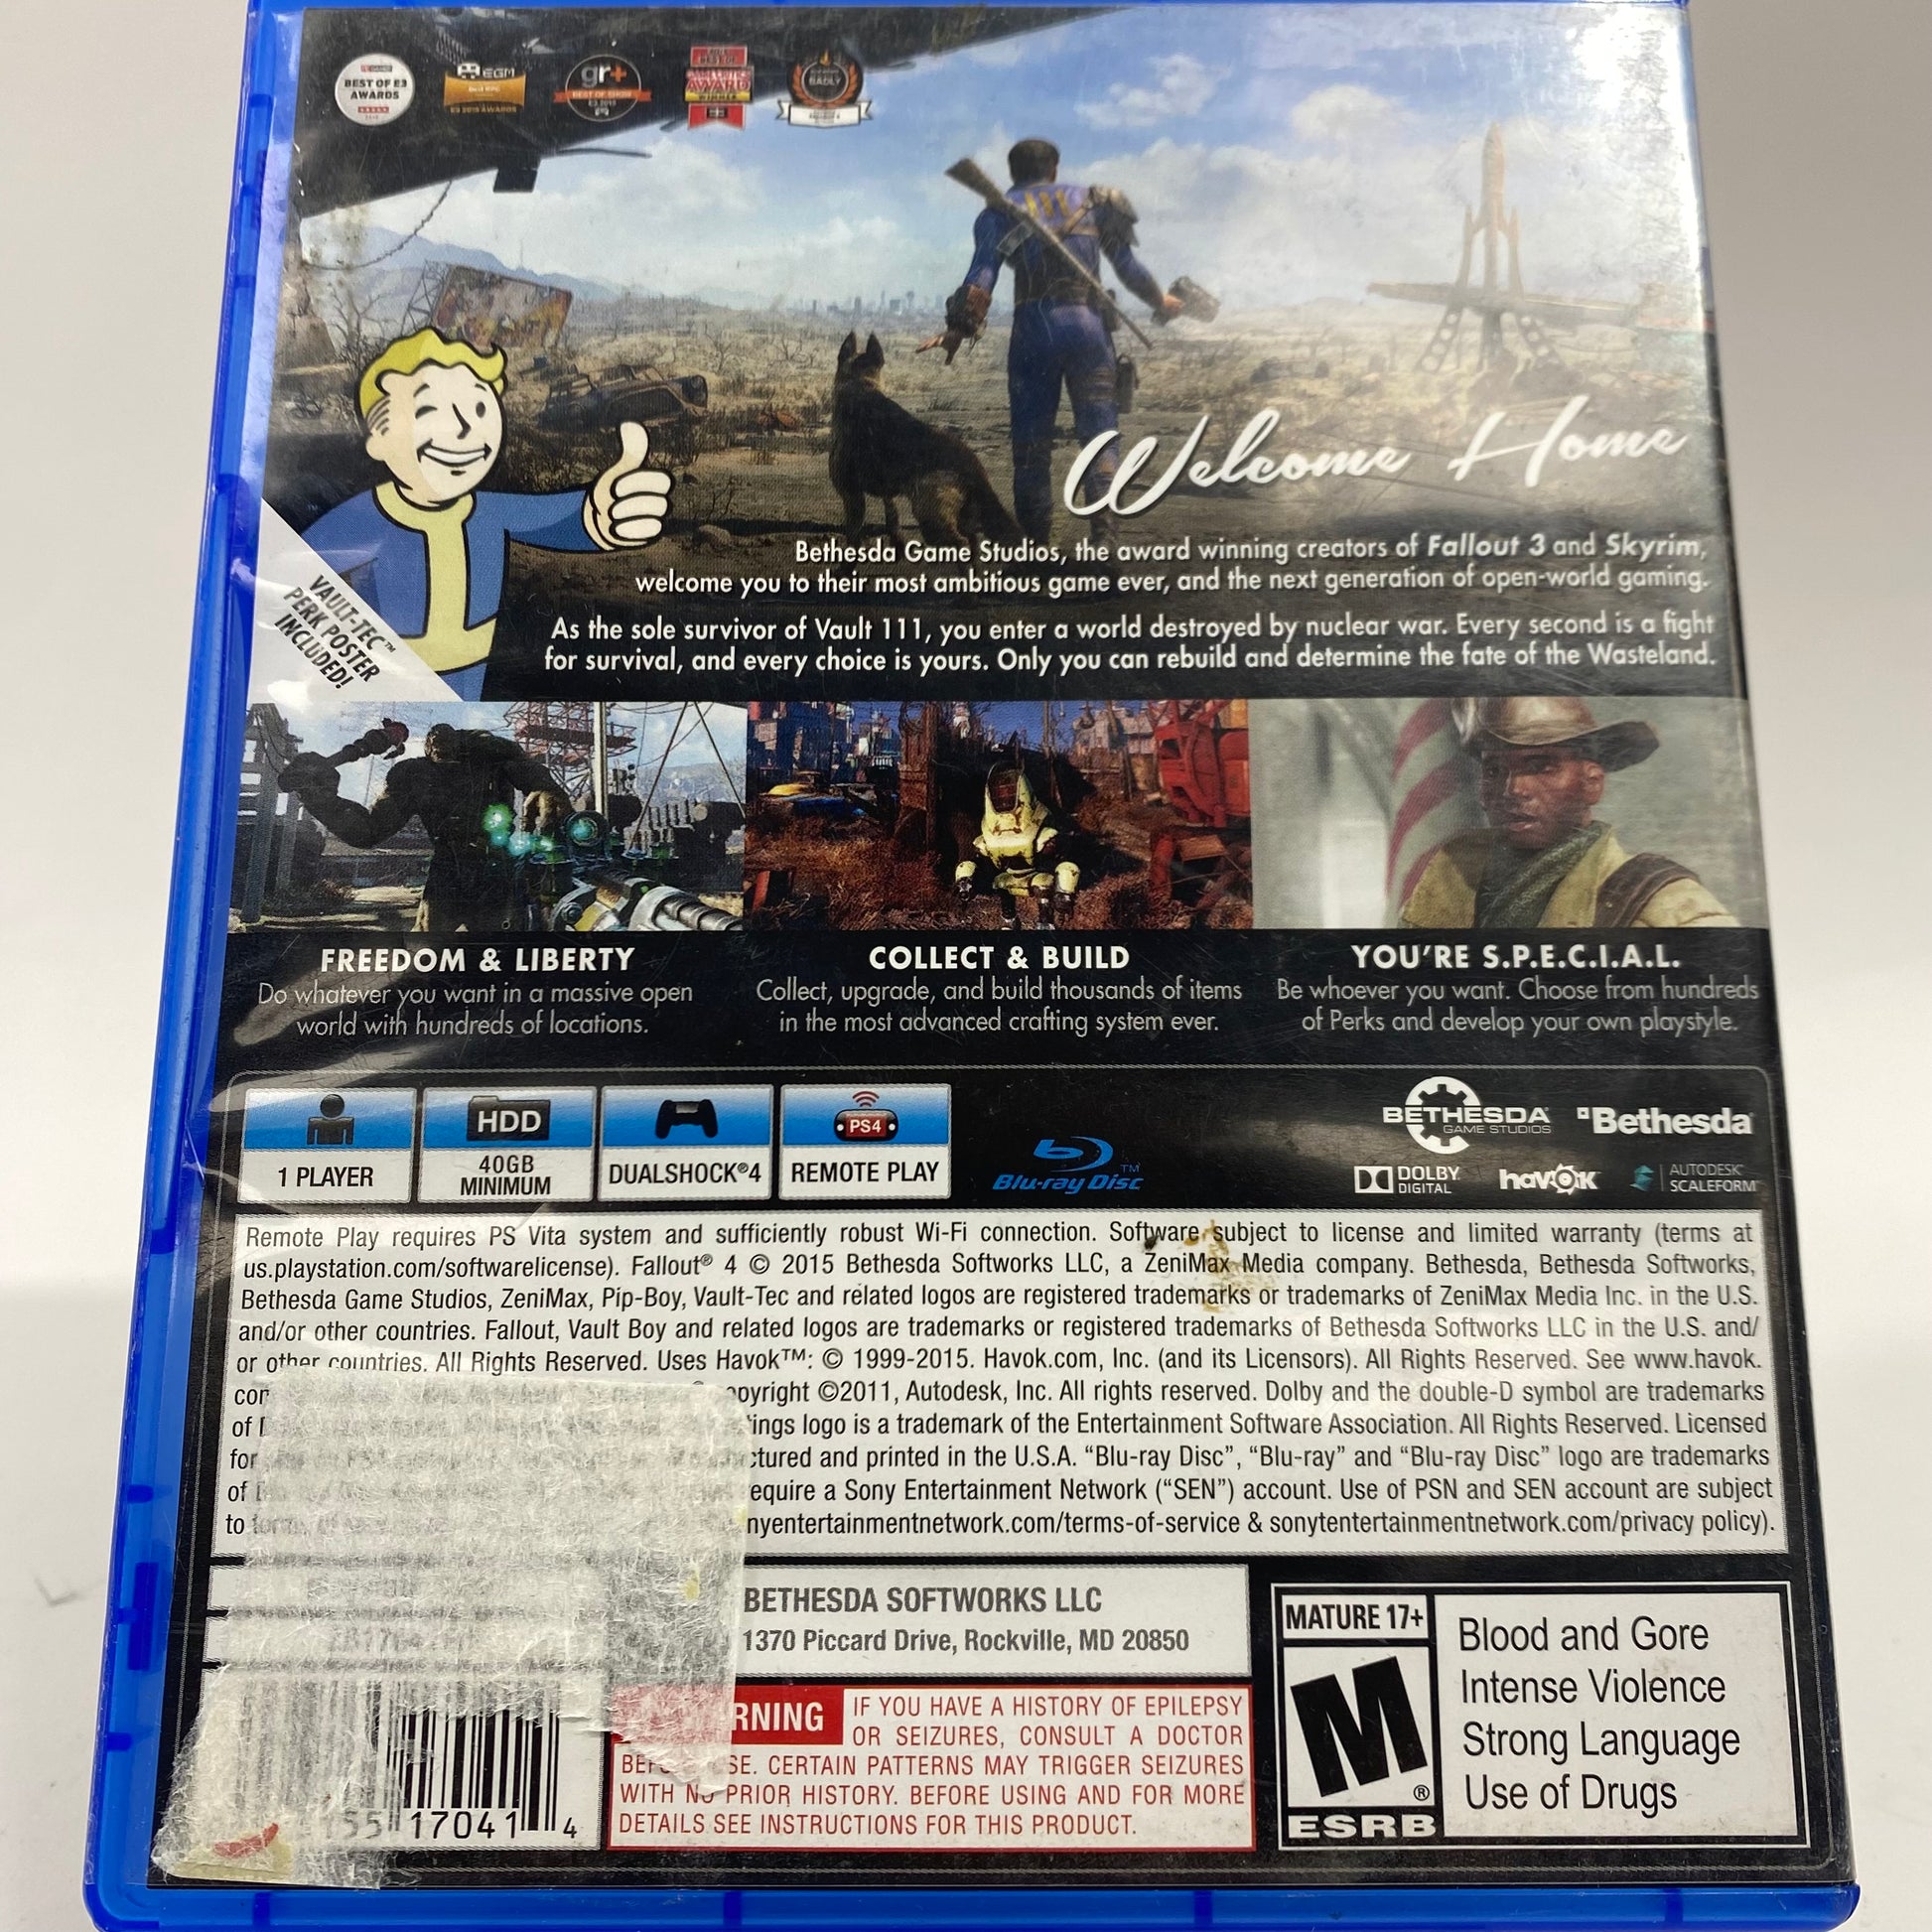 BEST OF E3
AWARDS
EGM
E3 2015 AWARDS
gr+
BEST OF SHOW
E3 2015
AWARD
Welcome Home
Bethesda Game Studios, the award winning creators of Fallout 3 and Skyrim,
welcome you to their most ambitious game ever, and the next generation of open-world gaming.
As the sole survivor of Vault 111, you enter a world destroyed by nuclear war. Every second is a fight
for survival, and every choice is yours. Only you can rebuild and determine the fate of the Wasteland.
VAULT-TEC™
PERK POSTER
INCLUDED!
FREEDOM & LIBERTY
Do whatever you want in a massive open
world with hundreds of locations.
COLLECT & BUILD
Collect, upgrade, and build thousands of items
in the most advanced crafting system ever.
YOU'RE S.P.E.C.I.A.L.
Be whoever you want. Choose from hundreds
of Perks and develop your own playstyle.
1 PLAYER
HDD
40GB
MINIMUM
DUALSHOCK®4
PS4
REMOTE PLAY
Blu-ray Disc™
BETHESDA
GAME STUDIOS
Bethesda
DOLBY
DIGITAL
havok
AUTODESK
SCALEFORM
Remote Play requires PS Vita system and sufficiently robust Wi-Fi connection. Software subject to license and limited warranty (terms at
us.playstation.com/softwarelicense). Fallout® 4 © 2015 Bethesda Softworks LLC, a ZeniMax Media company. Bethesda, Bethesda Softworks,
Bethesda Game Studios, ZeniMax, Pip-Boy, Vault-Tec and related logos are registered trademarks or trademarks of ZeniMax Media Inc. in the U.S.
and/or other countries. Fallout, Vault Boy and related logos are trademarks or registered trademarks of Bethesda Softworks LLC in the U.S. and/
or other countries. All Rights Reserved. Uses Havok™: © 1999-2015. Havok.com, Inc. (and its Licensors). All Rights Reserved. See www.havok.
©2011, Autodesk, Inc. All rights reserved. Dolby and the double-D symbol are trademarks
of logo is a trademark of the Entertainment Software Association. All Rights Reserved. Licensed
for and printed in the U.S.A. “Blu-ray Disc”, “Blu-ray” and “Blu-ray Disc” logo are trademarks
of require a Sony Entertainment Network (“SEN”) account. Use of PSN and SEN account are subject
to nyentertainmentnetwork.com/terms-of-service & sonytentertainmentnetwork.com/privacy policy).
BETHESDA SOFTWORKS LLC
1370 Piccard Drive, Rockville, MD 20850
RNING IF YOU HAVE A HISTORY OF EPILEPSY
OR SEIZURES, CONSULT A DOCTOR
SE. CERTAIN PATTERNS MAY TRIGGER SEIZURES
WITH NO PRIOR HISTORY. BEFORE USING AND FOR MORE
DETAILS SEE INSTRUCTIONS FOR THIS PRODUCT.
55 17041 4
MATURE 17+
M
®
ESRB
Blood and Gore
Intense Violence
Strong Language
Use of Drugs